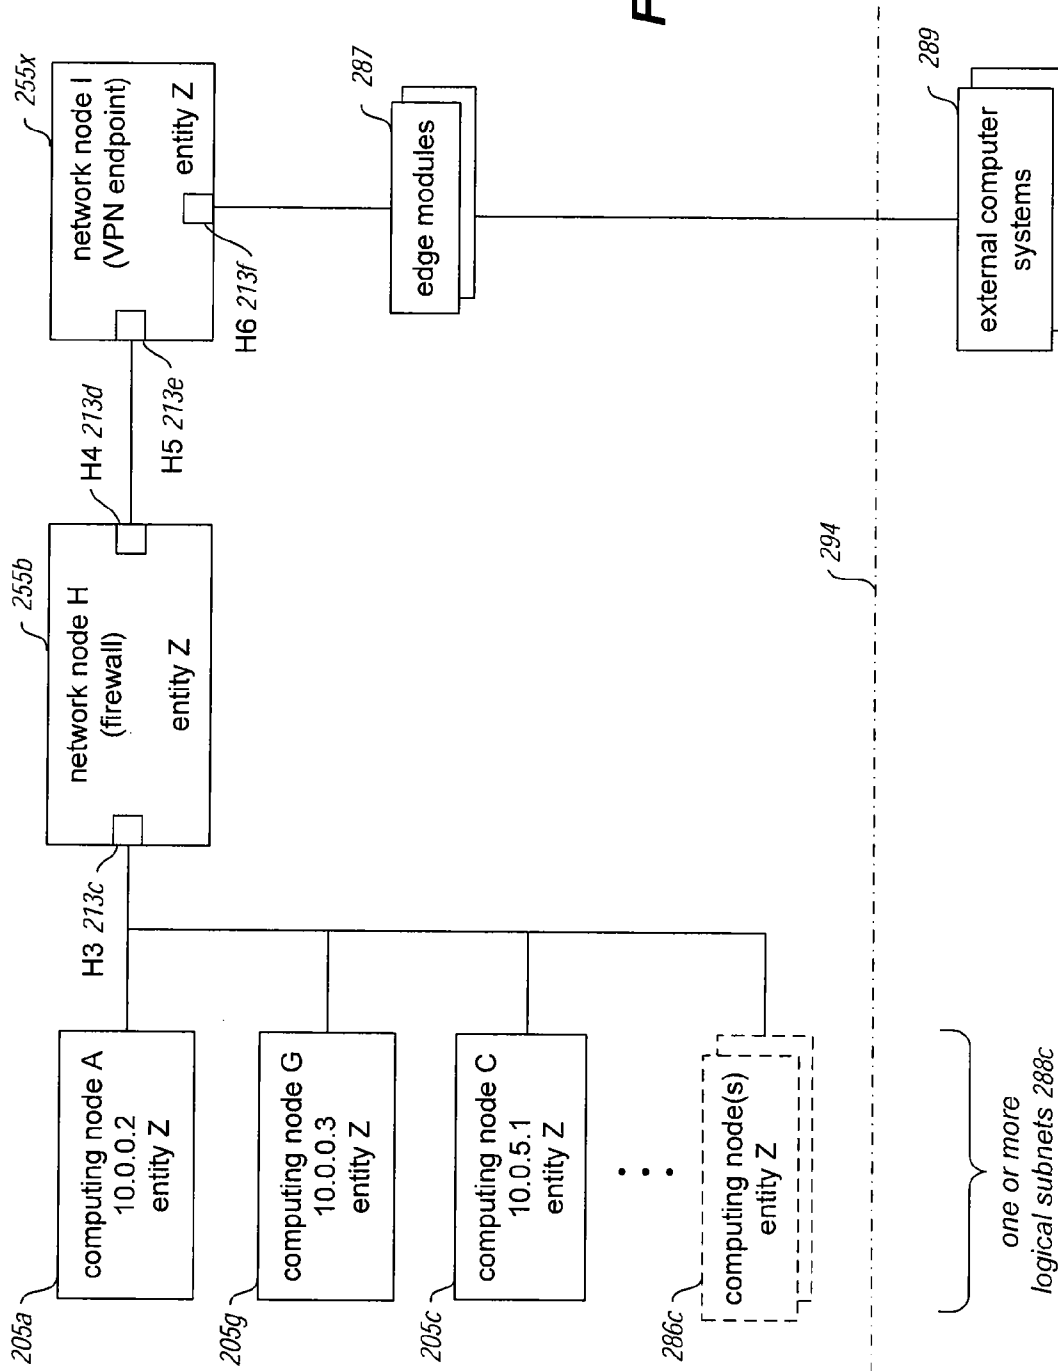 255x
network node I
(VPN endpoint)
entity Z
H6 213f
H5 213e
287
edge modules
289
external computer
systems
255b
network node H
(firewall)
entity Z
H4 213d
H3 213c
294
205a
computing node A
10.0.0.2
entity Z
205g
computing node G
10.0.0.3
entity Z
205c
computing node C
10.0.5.1
entity Z
286c
computing node(s)
entity Z
one or more
logical subnets 288c
F